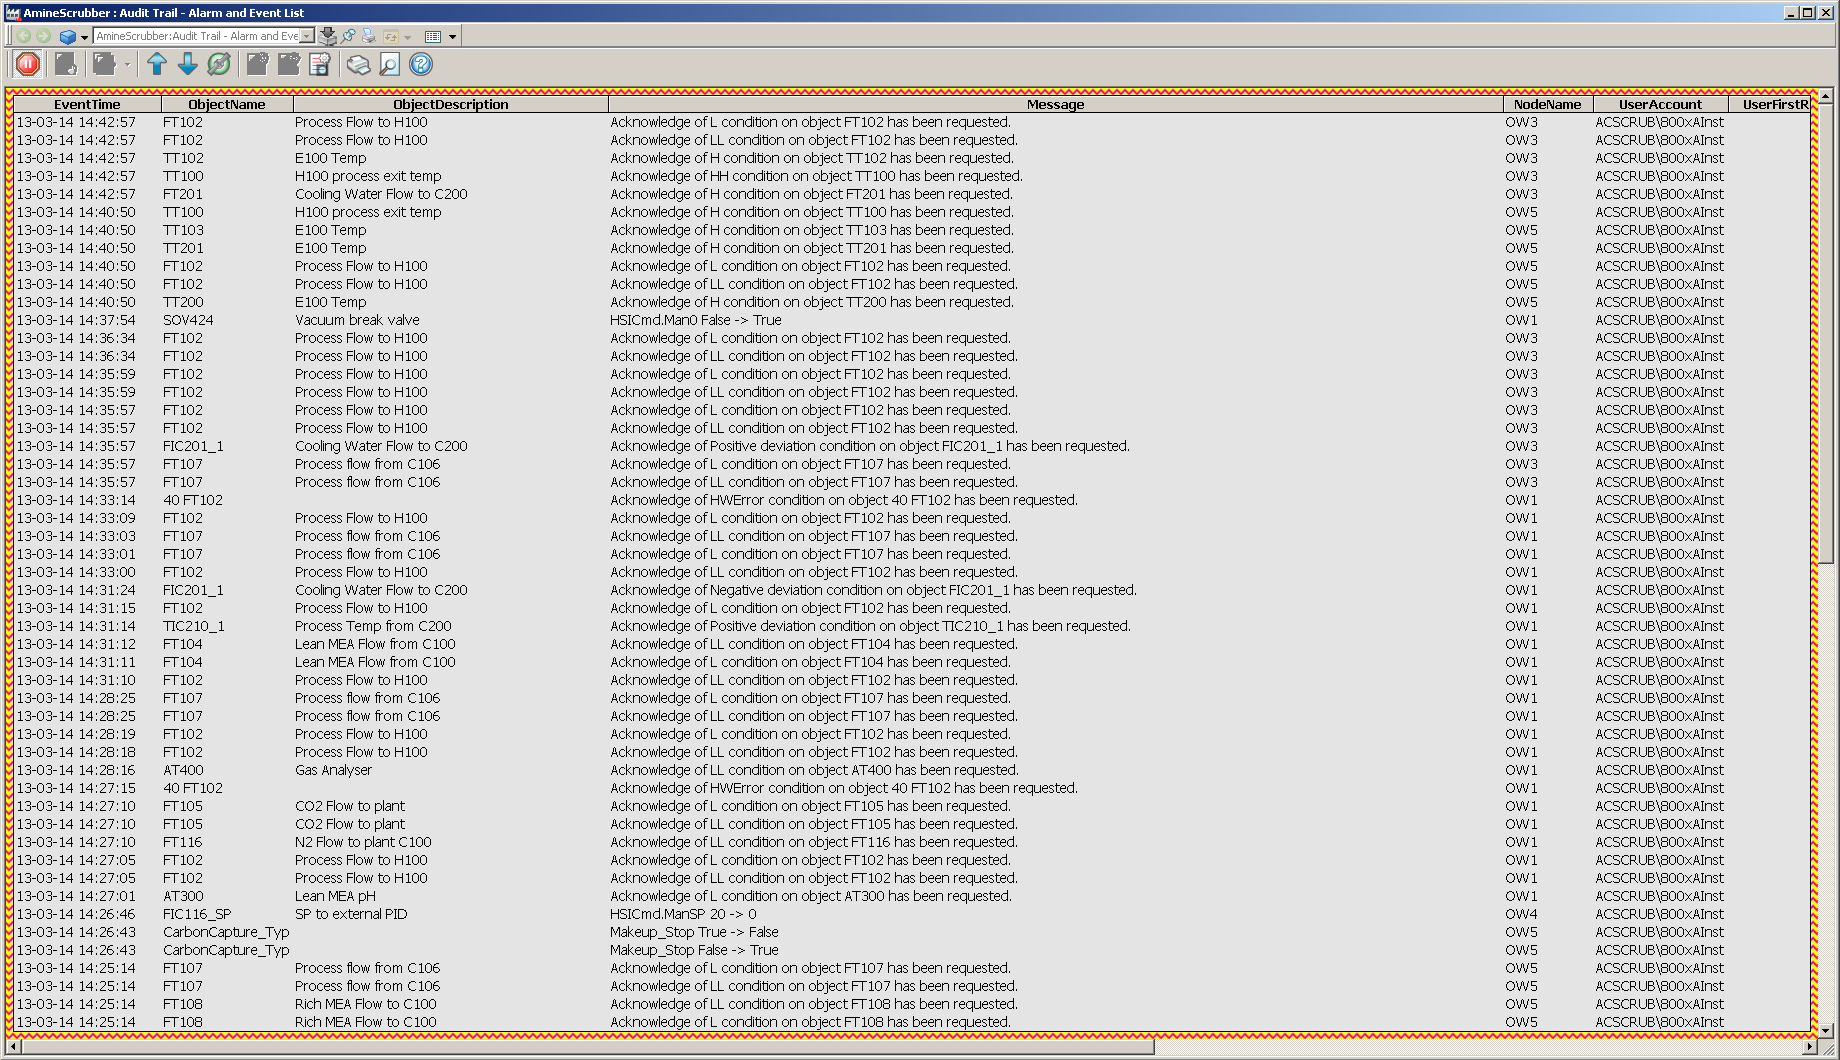 AmineScrubber : Audit Trail - Alarm and Event List
AmineScrubber:Audit Trail - Alarm and Eve
EventTime ObjectName ObjectDescription Message NodeName UserAccount UserFirstR
13-03-14 14:42:57 FT102 Process Flow to H100 Acknowledge of L condition on object FT102 has been requested. OW3 ACSCRUB\800xAInst
13-03-14 14:42:57 FT102 Process Flow to H100 Acknowledge of LL condition on object FT102 has been requested. OW3 ACSCRUB\800xAInst
13-03-14 14:42:57 TT102 E100 Temp Acknowledge of H condition on object TT102 has been requested. OW3 ACSCRUB\800xAInst
13-03-14 14:42:57 TT100 H100 process exit temp Acknowledge of HH condition on object TT100 has been requested. OW3 ACSCRUB\800xAInst
13-03-14 14:42:57 FT201 Cooling Water Flow to C200 Acknowledge of H condition on object FT201 has been requested. OW3 ACSCRUB\800xAInst
13-03-14 14:40:50 TT100 H100 process exit temp Acknowledge of H condition on object TT100 has been requested. OW5 ACSCRUB\800xAInst
13-03-14 14:40:50 TT103 E100 Temp Acknowledge of H condition on object TT103 has been requested. OW5 ACSCRUB\800xAInst
13-03-14 14:40:50 TT201 E100 Temp Acknowledge of H condition on object TT201 has been requested. OW5 ACSCRUB\800xAInst
13-03-14 14:40:50 FT102 Process Flow to H100 Acknowledge of L condition on object FT102 has been requested. OW5 ACSCRUB\800xAInst
13-03-14 14:40:50 FT102 Process Flow to H100 Acknowledge of LL condition on object FT102 has been requested. OW5 ACSCRUB\800xAInst
13-03-14 14:40:50 TT200 E100 Temp Acknowledge of H condition on object TT200 has been requested. OW5 ACSCRUB\800xAInst
13-03-14 14:37:54 SOV424 Vacuum break valve HSICmd.Man0 False -> True OW1 ACSCRUB\800xAInst
13-03-14 14:36:34 FT102 Process Flow to H100 Acknowledge of L condition on object FT102 has been requested. OW3 ACSCRUB\800xAInst
13-03-14 14:36:34 FT102 Process Flow to H100 Acknowledge of LL condition on object FT102 has been requested. OW3 ACSCRUB\800xAInst
13-03-14 14:35:59 FT102 Process Flow to H100 Acknowledge of L condition on object FT102 has been requested. OW3 ACSCRUB\800xAInst
13-03-14 14:35:59 FT102 Process Flow to H100 Acknowledge of LL condition on object FT102 has been requested. OW3 ACSCRUB\800xAInst
13-03-14 14:35:57 FT102 Process Flow to H100 Acknowledge of L condition on object FT102 has been requested. OW3 ACSCRUB\800xAInst
13-03-14 14:35:57 FT102 Process Flow to H100 Acknowledge of LL condition on object FT102 has been requested. OW3 ACSCRUB\800xAInst
13-03-14 14:35:57 FIC201_1 Cooling Water Flow to C200 Acknowledge of Positive deviation condition on object FIC201_1 has been requested. OW3 ACSCRUB\800xAInst
13-03-14 14:35:57 FT107 Process flow from C106 Acknowledge of L condition on object FT107 has been requested. OW3 ACSCRUB\800xAInst
13-03-14 14:35:57 FT107 Process flow from C106 Acknowledge of LL condition on object FT107 has been requested. OW3 ACSCRUB\800xAInst
13-03-14 14:33:14 40 FT102 Acknowledge of HWError condition on object 40 FT102 has been requested. OW1 ACSCRUB\800xAInst
13-03-14 14:33:09 FT102 Process Flow to H100 Acknowledge of L condition on object FT102 has been requested. OW1 ACSCRUB\800xAInst
13-03-14 14:33:03 FT107 Process flow from C106 Acknowledge of LL condition on object FT107 has been requested. OW1 ACSCRUB\800xAInst
13-03-14 14:33:01 FT107 Process flow from C106 Acknowledge of L condition on object FT107 has been requested. OW1 ACSCRUB\800xAInst
13-03-14 14:33:00 FT102 Process Flow to H100 Acknowledge of LL condition on object FT102 has been requested. OW1 ACSCRUB\800xAInst
13-03-14 14:31:24 FIC201_1 Cooling Water Flow to C200 Acknowledge of Negative deviation condition on object FIC201_1 has been requested. OW1 ACSCRUB\800xAInst
13-03-14 14:31:15 FT102 Process Flow to H100 Acknowledge of L condition on object FT102 has been requested. OW1 ACSCRUB\800xAInst
13-03-14 14:31:14 TIC210_1 Process Temp from C200 Acknowledge of Positive deviation condition on object TIC210_1 has been requested. OW1 ACSCRUB\800xAInst
13-03-14 14:31:12 FT104 Lean MEA Flow from C100 Acknowledge of LL condition on object FT104 has been requested. OW1 ACSCRUB\800xAInst
13-03-14 14:31:11 FT104 Lean MEA Flow from C100 Acknowledge of L condition on object FT104 has been requested. OW1 ACSCRUB\800xAInst
13-03-14 14:31:10 FT102 Process Flow to H100 Acknowledge of LL condition on object FT102 has been requested. OW1 ACSCRUB\800xAInst
13-03-14 14:28:25 FT107 Process flow from C106 Acknowledge of L condition on object FT107 has been requested. OW1 ACSCRUB\800xAInst
13-03-14 14:28:25 FT107 Process flow from C106 Acknowledge of LL condition on object FT107 has been requested. OW1 ACSCRUB\800xAInst
13-03-14 14:28:19 FT102 Process Flow to H100 Acknowledge of L condition on object FT102 has been requested. OW1 ACSCRUB\800xAInst
13-03-14 14:28:18 FT102 Process Flow to H100 Acknowledge of LL condition on object FT102 has been requested. OW1 ACSCRUB\800xAInst
13-03-14 14:28:16 AT400 Gas Analyser Acknowledge of LL condition on object AT400 has been requested. OW1 ACSCRUB\800xAInst
13-03-14 14:27:15 40 FT102 Acknowledge of HWError condition on object 40 FT102 has been requested. OW1 ACSCRUB\800xAInst
13-03-14 14:27:10 FT105 CO2 Flow to plant Acknowledge of L condition on object FT105 has been requested. OW1 ACSCRUB\800xAInst
13-03-14 14:27:10 FT105 CO2 Flow to plant Acknowledge of LL condition on object FT105 has been requested. OW1 ACSCRUB\800xAInst
13-03-14 14:27:10 FT116 N2 Flow to plant C100 Acknowledge of LL condition on object FT116 has been requested. OW1 ACSCRUB\800xAInst
13-03-14 14:27:05 FT102 Process Flow to H100 Acknowledge of L condition on object FT102 has been requested. OW1 ACSCRUB\800xAInst
13-03-14 14:27:05 FT102 Process Flow to H100 Acknowledge of LL condition on object FT102 has been requested. OW1 ACSCRUB\800xAInst
13-03-14 14:27:01 AT300 Lean MEA pH Acknowledge of L condition on object AT300 has been requested. OW1 ACSCRUB\800xAInst
13-03-14 14:26:46 FIC116_SP SP to external PID HSICmd.ManSP 20 -> 0 OW4 ACSCRUB\800xAInst
13-03-14 14:26:43 CarbonCapture_Typ Makeup_Stop True -> False OW5 ACSCRUB\800xAInst
13-03-14 14:26:43 CarbonCapture_Typ Makeup_Stop False -> True OW5 ACSCRUB\800xAInst
13-03-14 14:25:14 FT107 Process flow from C106 Acknowledge of L condition on object FT107 has been requested. OW5 ACSCRUB\800xAInst
13-03-14 14:25:14 FT107 Process flow from C106 Acknowledge of LL condition on object FT107 has been requested. OW5 ACSCRUB\800xAInst
13-03-14 14:25:14 FT108 Rich MEA Flow to C100 Acknowledge of LL condition on object FT108 has been requested. OW5 ACSCRUB\800xAInst
13-03-14 14:25:14 FT108 Rich MEA Flow to C100 Acknowledge of L condition on object FT108 has been requested. OW5 ACSCRUB\800xAInst